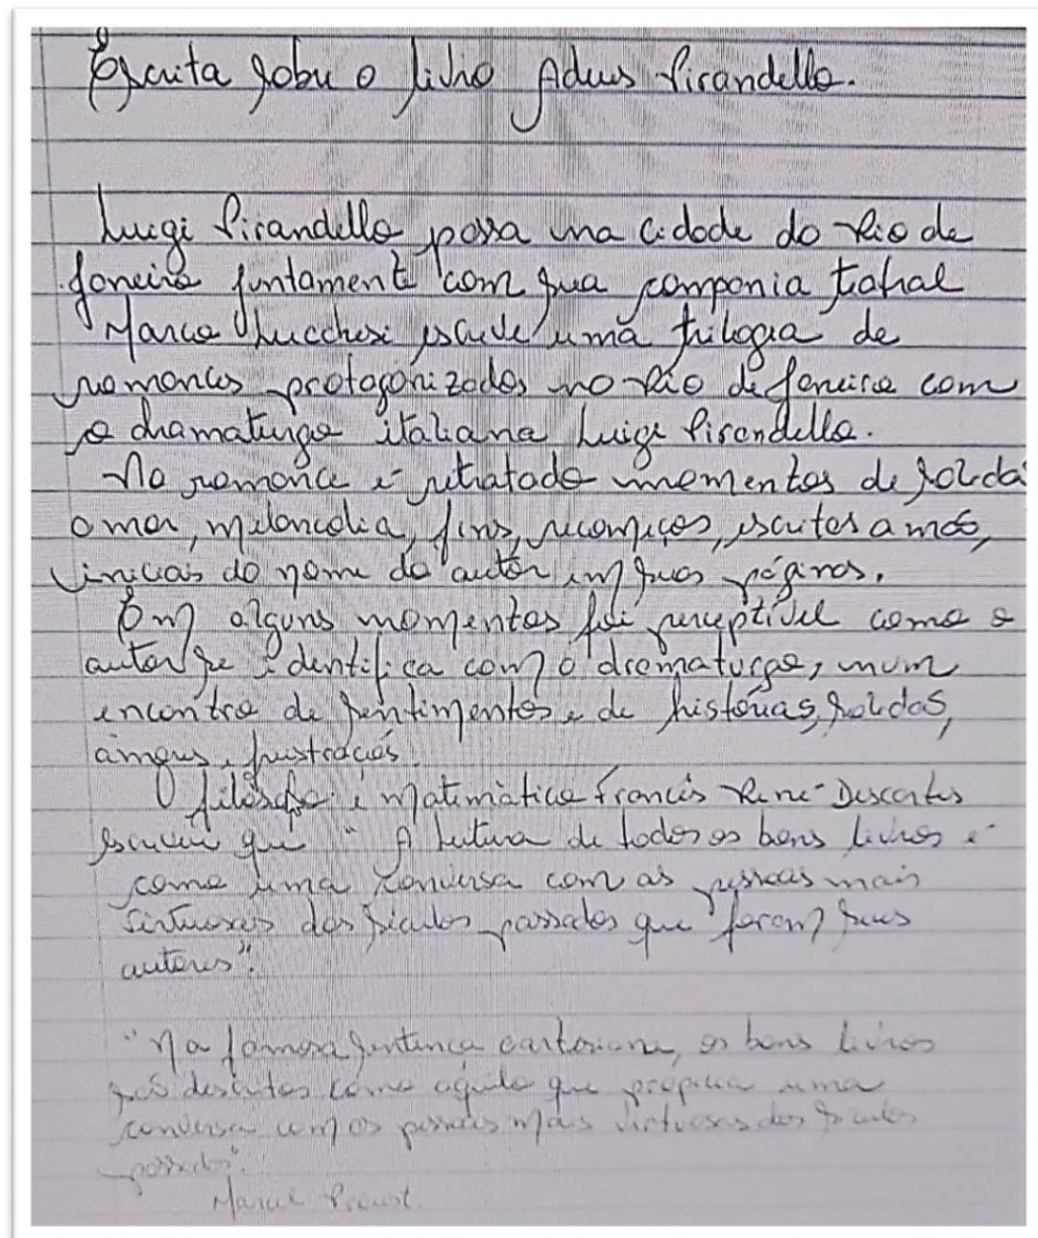 Escrita sobre o livro Adeus Pirandello.
Luigi Pirandello passa na cidade do Rio de
Janeiro juntamente com sua compania teatral
Marco Lucchesi escreve uma trilogia de
romances protagonizados no Rio de Janeiro com
o dramaturgo italiano Luigi Pirandello.
No romance é retratado momentos de solidã
amor, melancolia, fins, recomeços, escritos a mão,
iniciais do nome do autor em suas páginas.
Em alguns momentos foi perceptível como o
autor se identifica com o dramaturgo, num
encontro de sentimentos e de histórias, solidas,
amores, frustrações.
O filósofo e matemático Francês René Descartes
escreveu que " A leitura de todos os bons livros é
como uma conversa com as pessoas mais
virtuosas dos séculos passados que foram seus
autores".
"Na famosa sentença cartesiana, os bons livros
são descritos como aquilo que propicia uma
conversa com as pessoas mais virtuosas dos séculos
passados".
Marcel Proust.